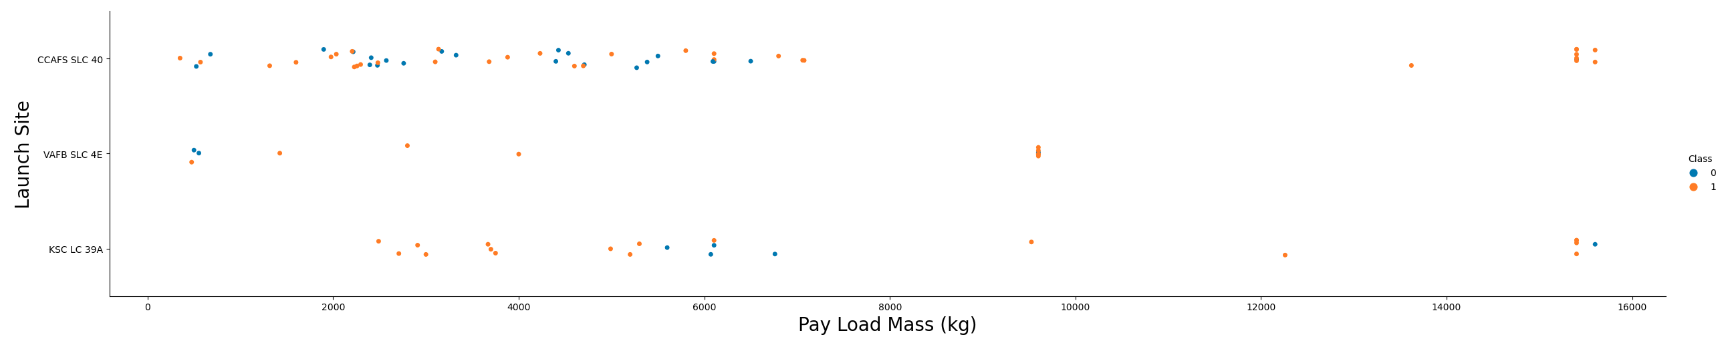 Launch Site
CCAFS SLC 40
VAFB SLC 4E
KSC LC 39A
0 2000 4000 6000 8000 10000 12000 14000 16000
Pay Load Mass (kg)
Class
0
1